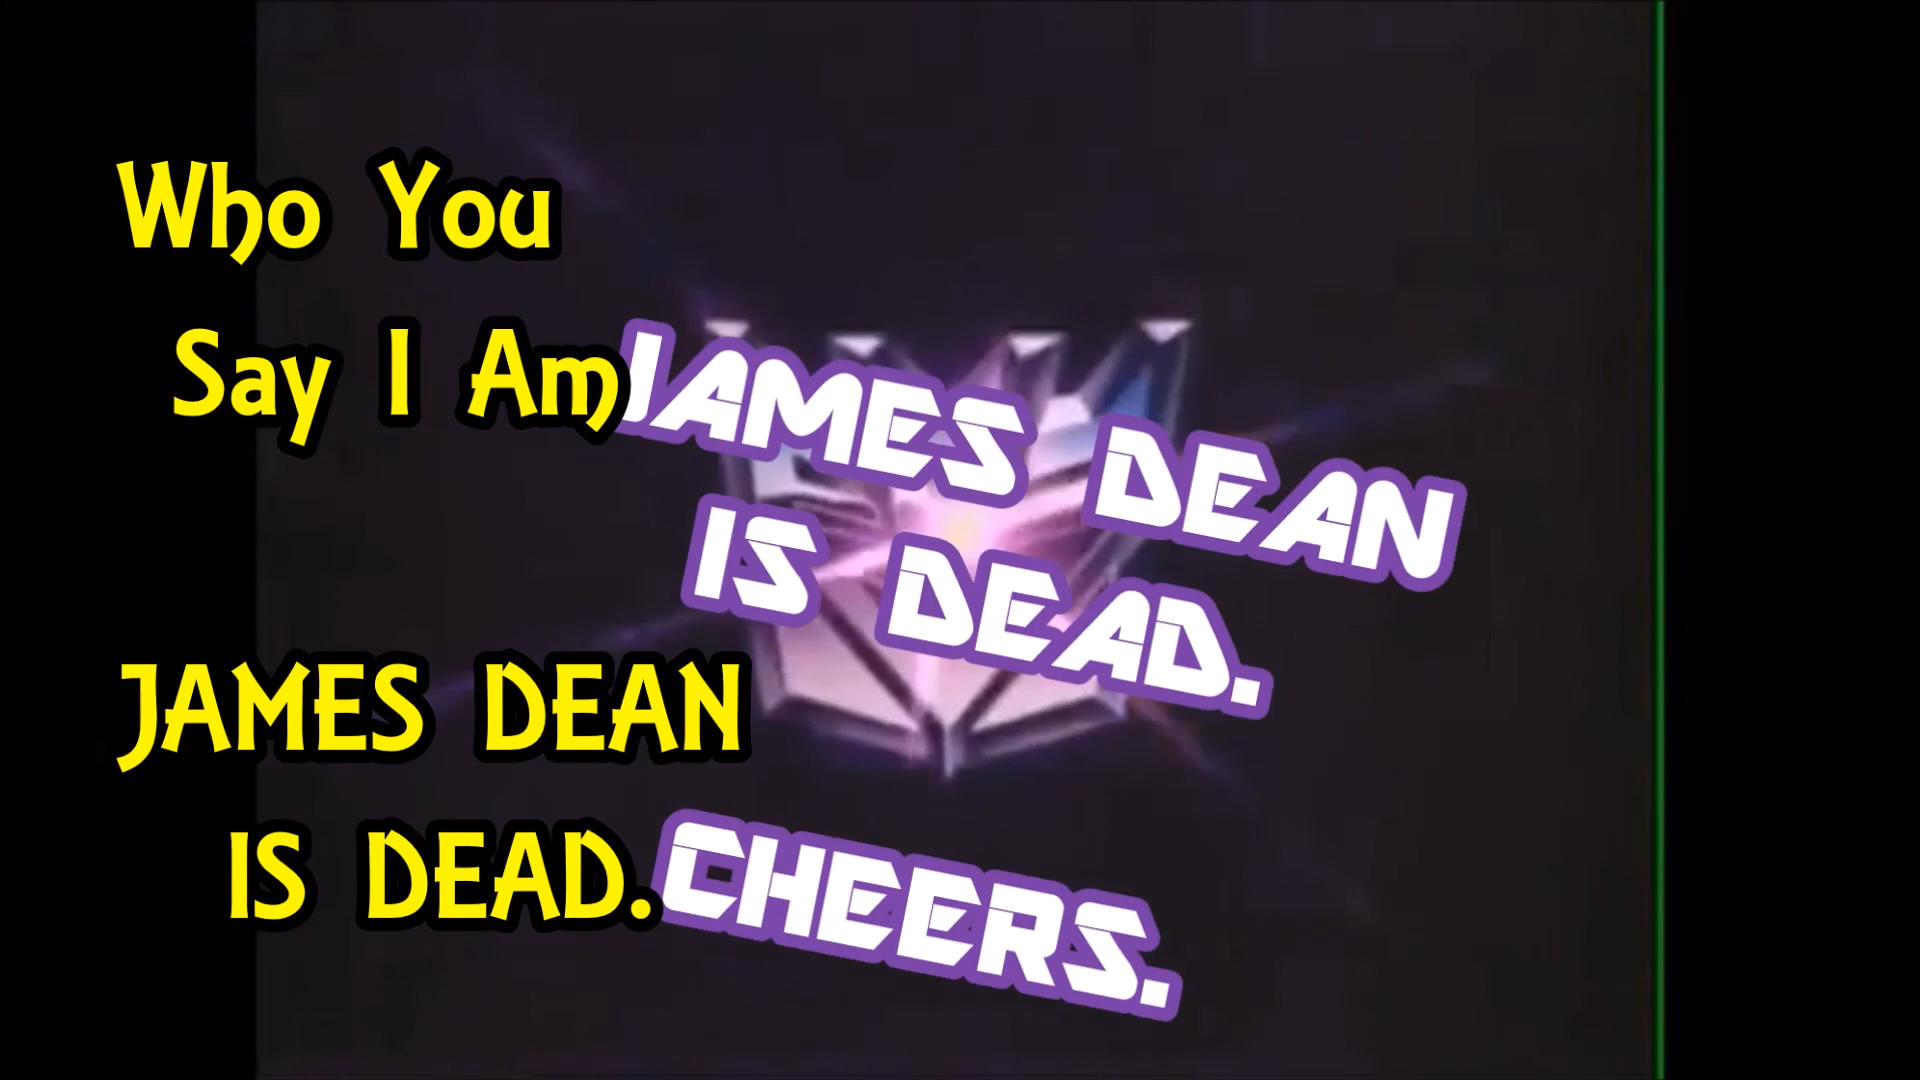 Who You
Say I Am
JAMES DEAN
IS DEAD.
JAMES DEAN
IS DEAD.
CHEERS.